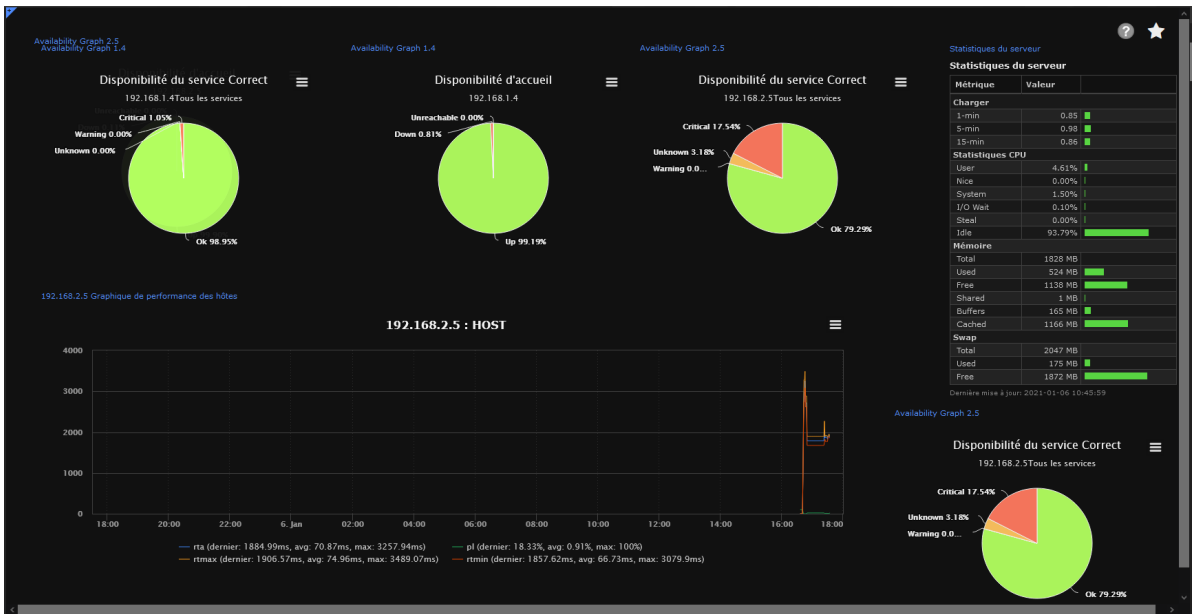 Availability Graph 2.5
Availability Graph 1.4
Disponibilité du service Correct
192.168.1.4Tous les services
Critical 1.05%
Warning 0.00%
Unknown 0.00%
Ok 98.95%
Availability Graph 1.4
Disponibilité d'accueil
192.168.1.4
Unreachable 0.00%
Down 0.81%
Up 99.19%
Availability Graph 2.5
Disponibilité du service Correct
192.168.2.5Tous les services
Critical 17.54%
Unknown 3.18%
Warning 0.0...
Ok 79.29%
?
Statistiques du serveur
Statistiques du serveur
Métrique Valeur
Charger
1-min 0.85
5-min 0.98
15-min 0.86
Statistiques CPU
User 4.61%
Nice 0.00%
System 1.50%
I/O Wait 0.10%
Steal 0.00%
Idle 93.79%
Mémoire
Total 1828 MB
Used 524 MB
Free 1138 MB
Shared 1 MB
Buffers 165 MB
Cached 1166 MB
Swap
Total 2047 MB
Used 175 MB
Free 1872 MB
Dernière mise à jour: 2021-01-06 10:45:59
192.168.2.5 Graphique de performance des hôtes
192.168.2.5 : HOST
4000
3000
2000
1000
0
18:00 20:00 22:00 6. Jan 02:00 04:00 06:00 08:00 10:00 12:00 14:00 16:00 18:00
rta (dernier: 1884.99ms, avg: 70.87ms, max: 3257.94ms) pl (dernier: 18.33%, avg: 0.91%, max: 100%)
rtmax (dernier: 1906.57ms, avg: 74.96ms, max: 3489.07ms) rtmin (dernier: 1857.62ms, avg: 66.73ms, max: 3079.9ms)
Availability Graph 2.5
Disponibilité du service Correct
192.168.2.5Tous les services
Critical 17.54%
Unknown 3.18%
Warning 0.0...
Ok 79.29%